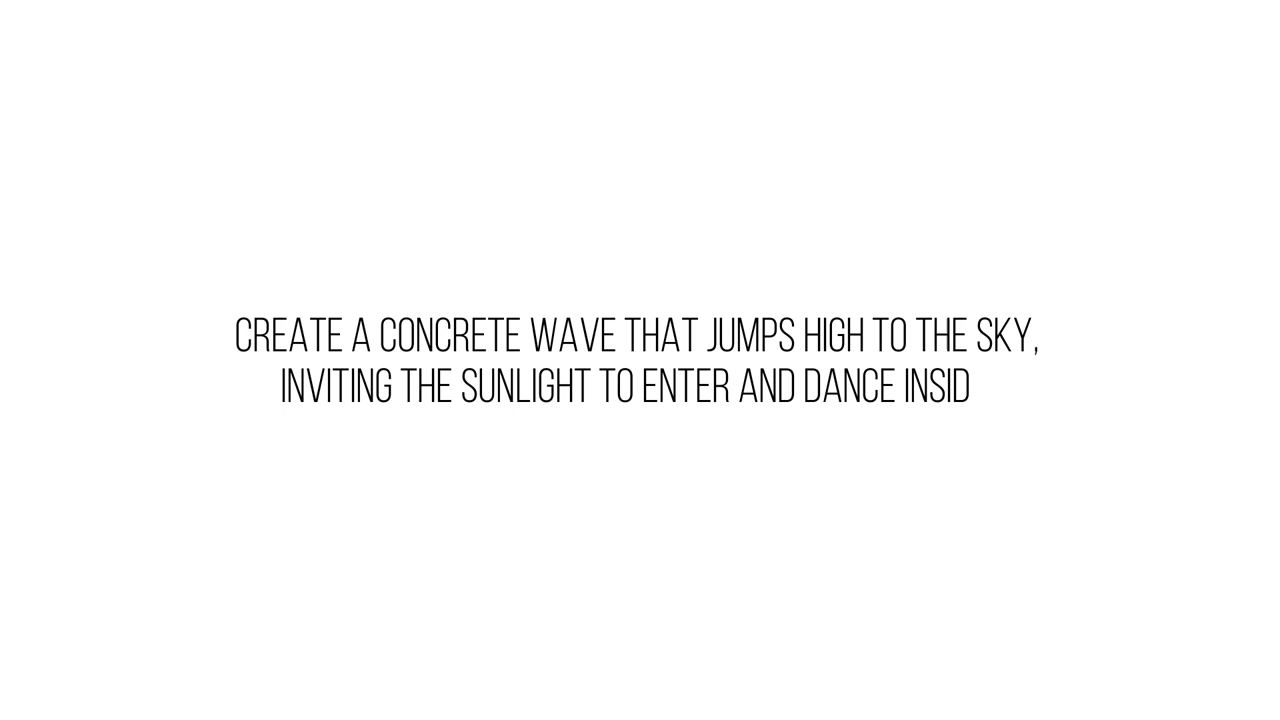 CREATE A CONCRETE WAVE THAT JUMPS HIGH TO THE SKY,
INVITING THE SUNLIGHT TO ENTER AND DANCE INSID